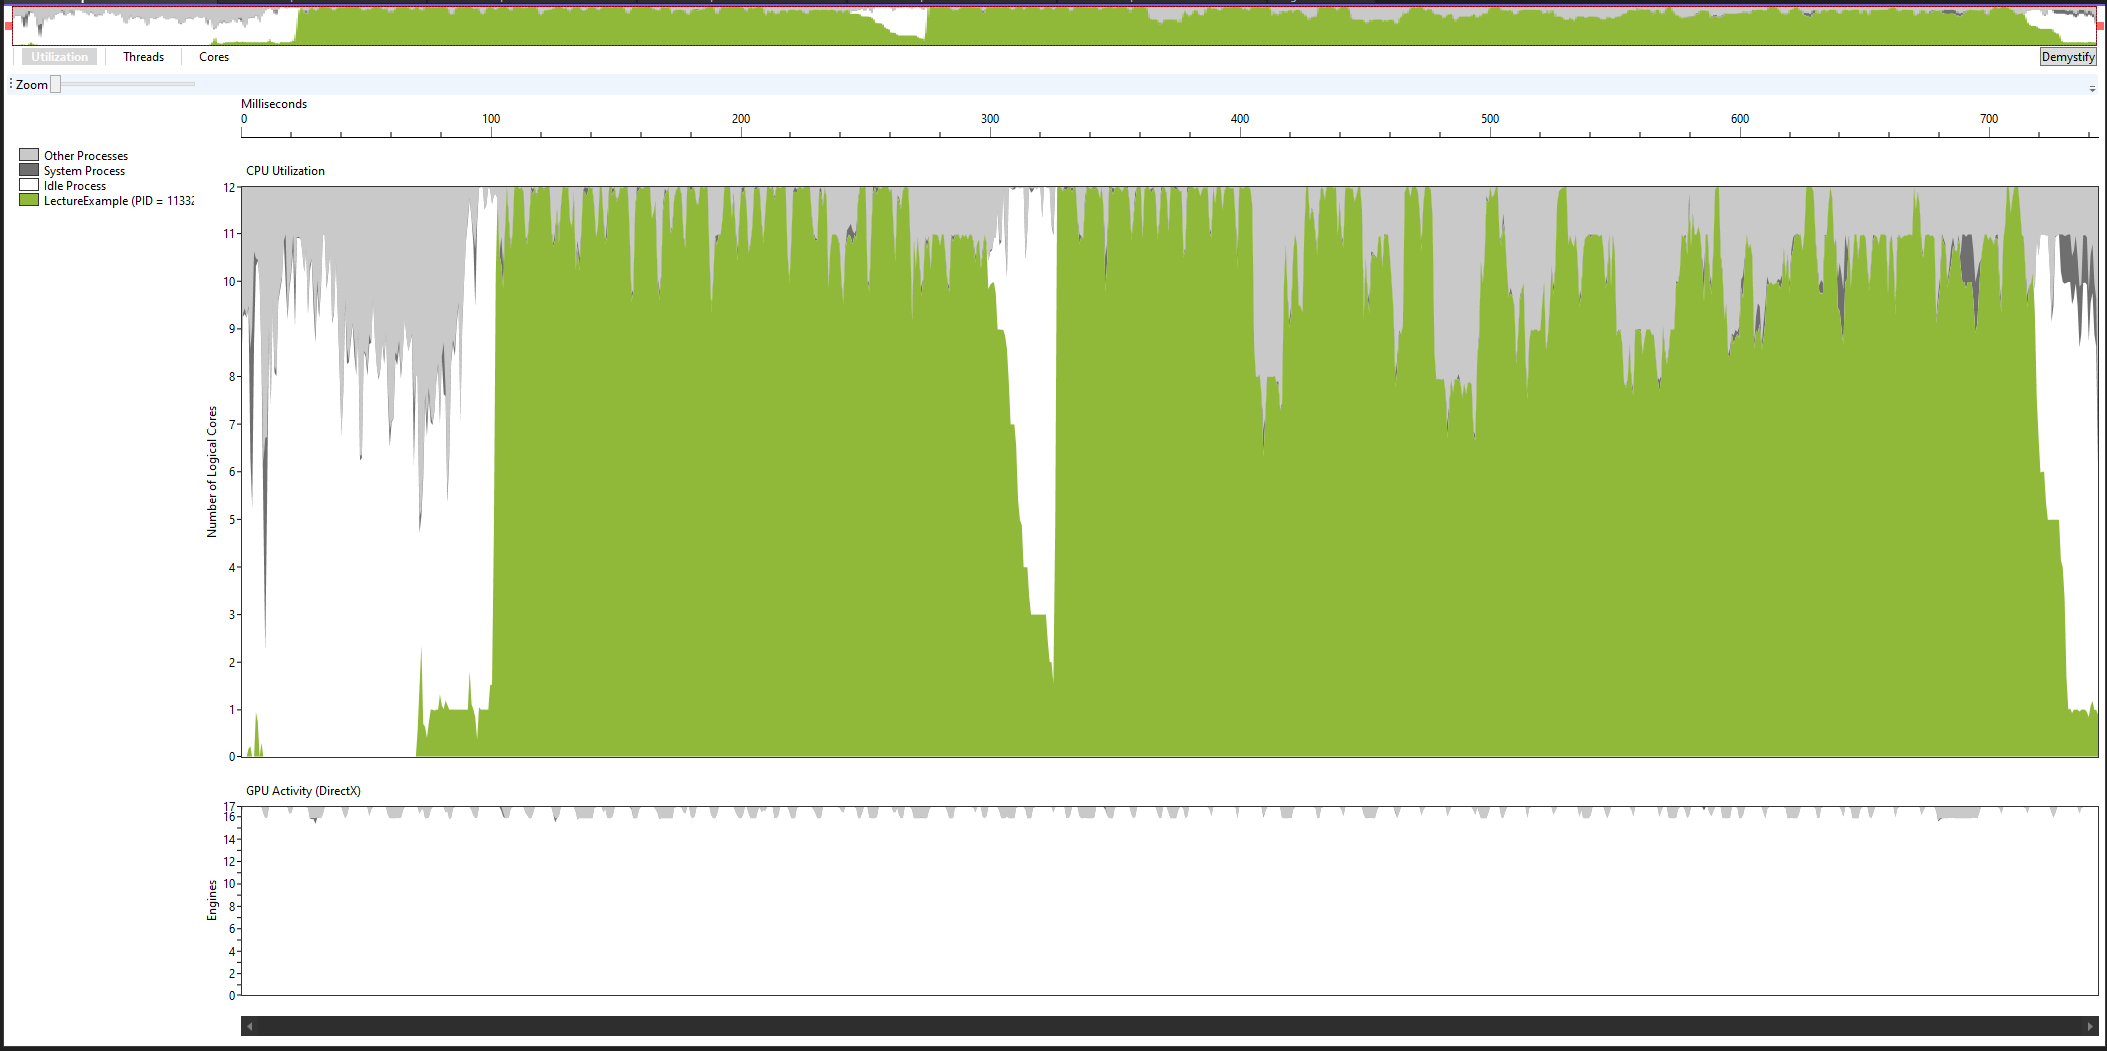 Utilization
Threads
Cores
Demystify
Zoom
Milliseconds
0 100 200 300 400 500 600 700
Other Processes
System Process
Idle Process
LectureExample (PID = 11332
CPU Utilization
12
11
10
9
8
7
6
5
4
3
2
1
0
Number of Logical Cores
GPU Activity (DirectX)
17
16
14
12
10
8
6
4
2
0
Engines